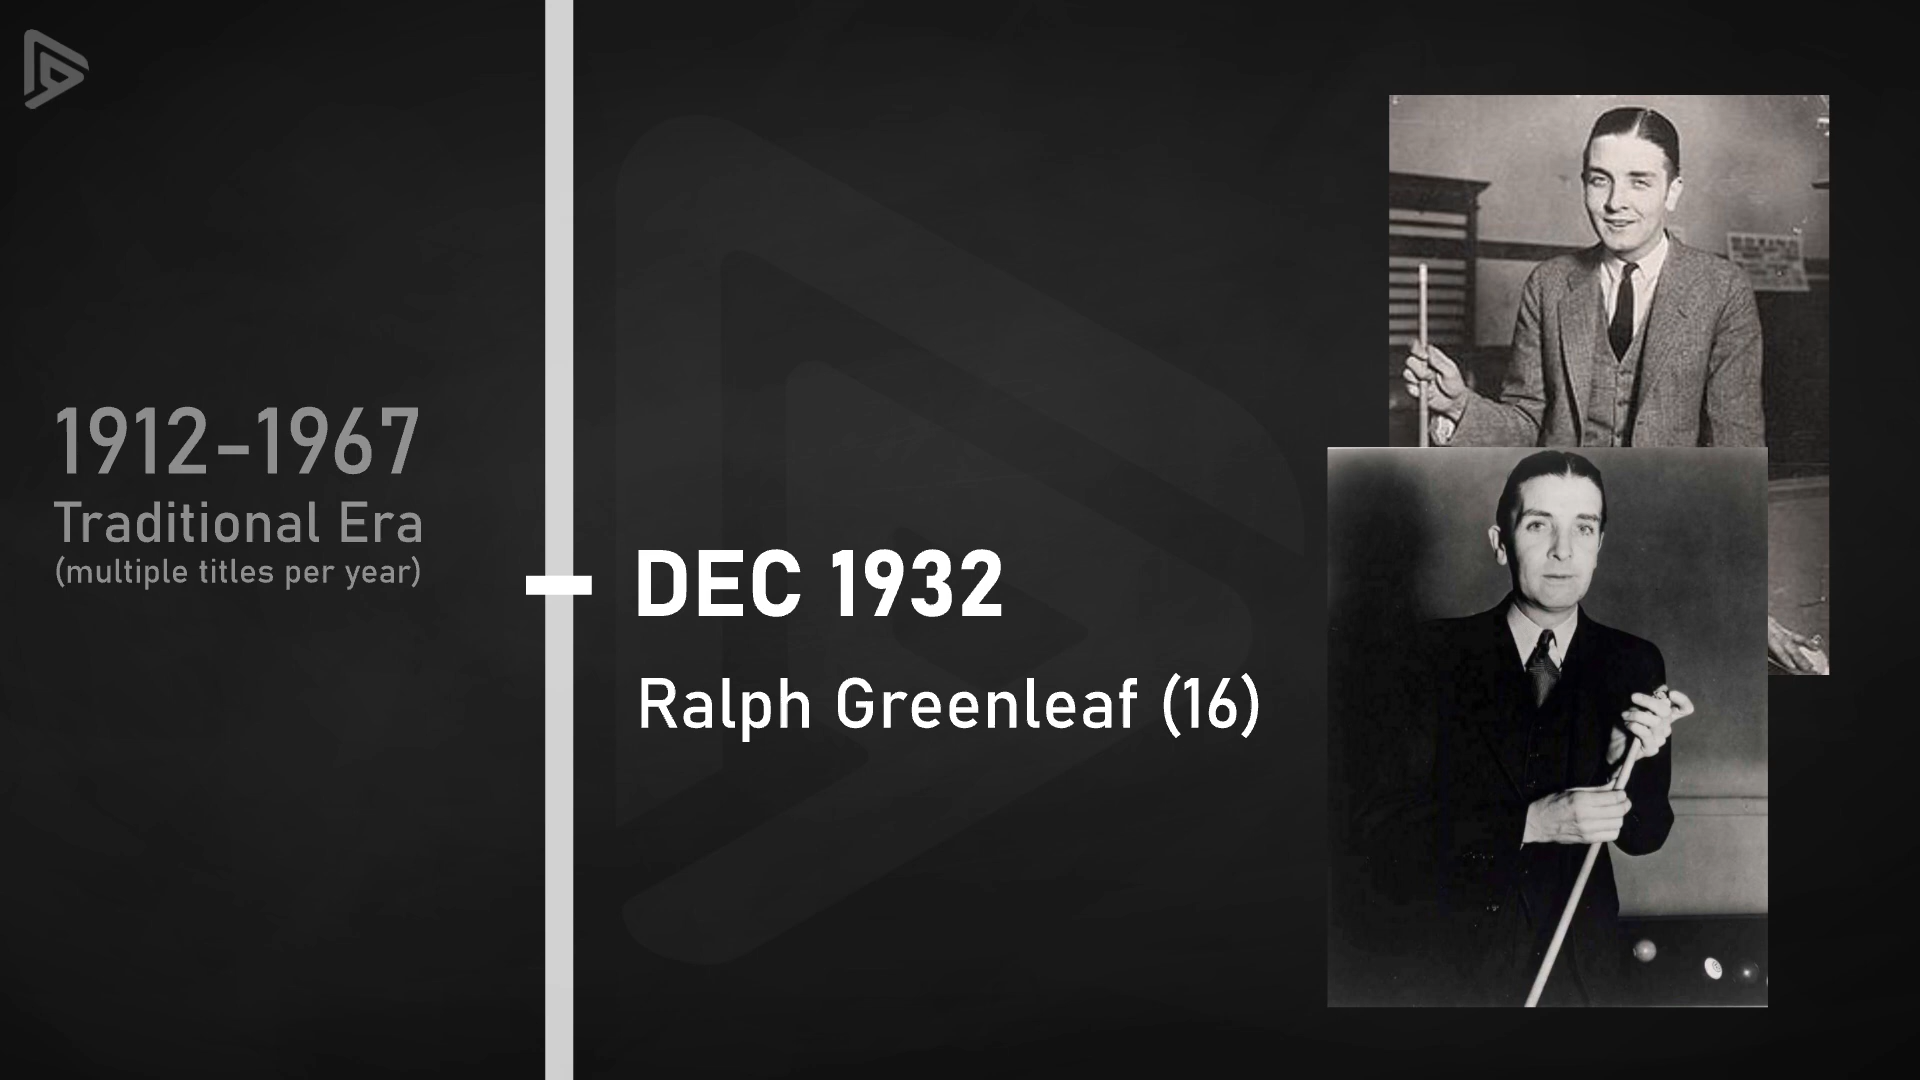 1912-1967
Traditional Era
(multiple titles per year)
DEC 1932
Ralph Greenleaf (16)